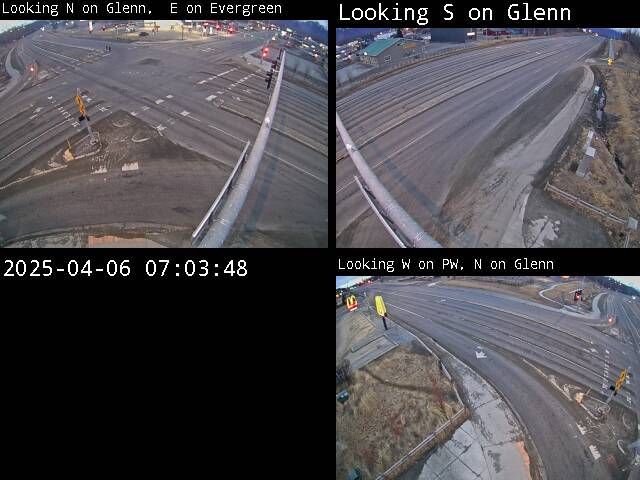 Looking N on Glenn,  E on Evergreen
Looking S on Glenn
2025-04-06 07:03:48
Looking W on PW, N on Glenn